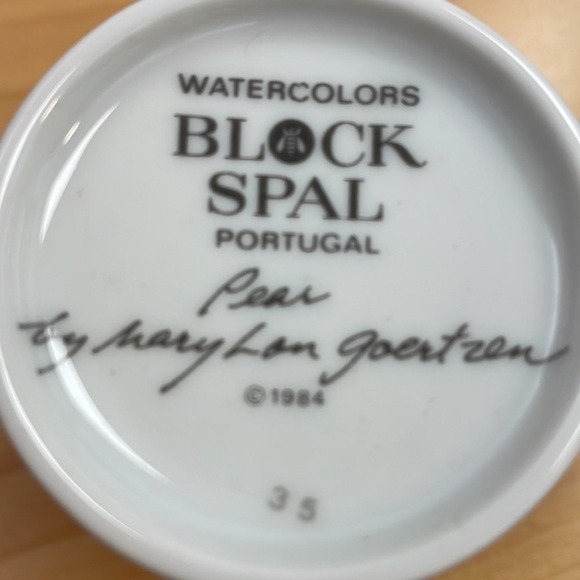 WATERCOLORS
BLOCK
SPAL
PORTUGAL
Pear
by Mary Lou Goertzen
©1984
35